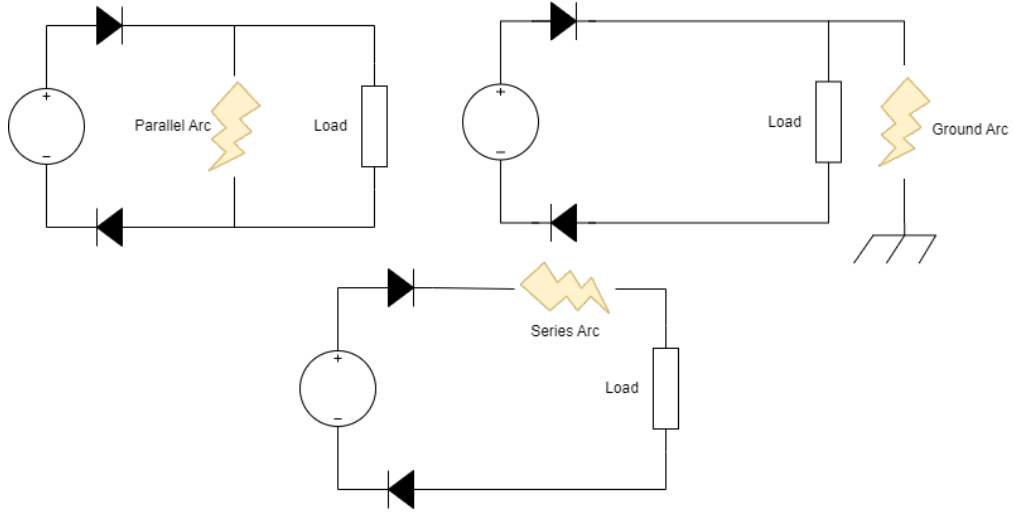 +
Parallel Arc
Load
−
+
Load
Ground Arc
−
Series Arc
+
Load
−